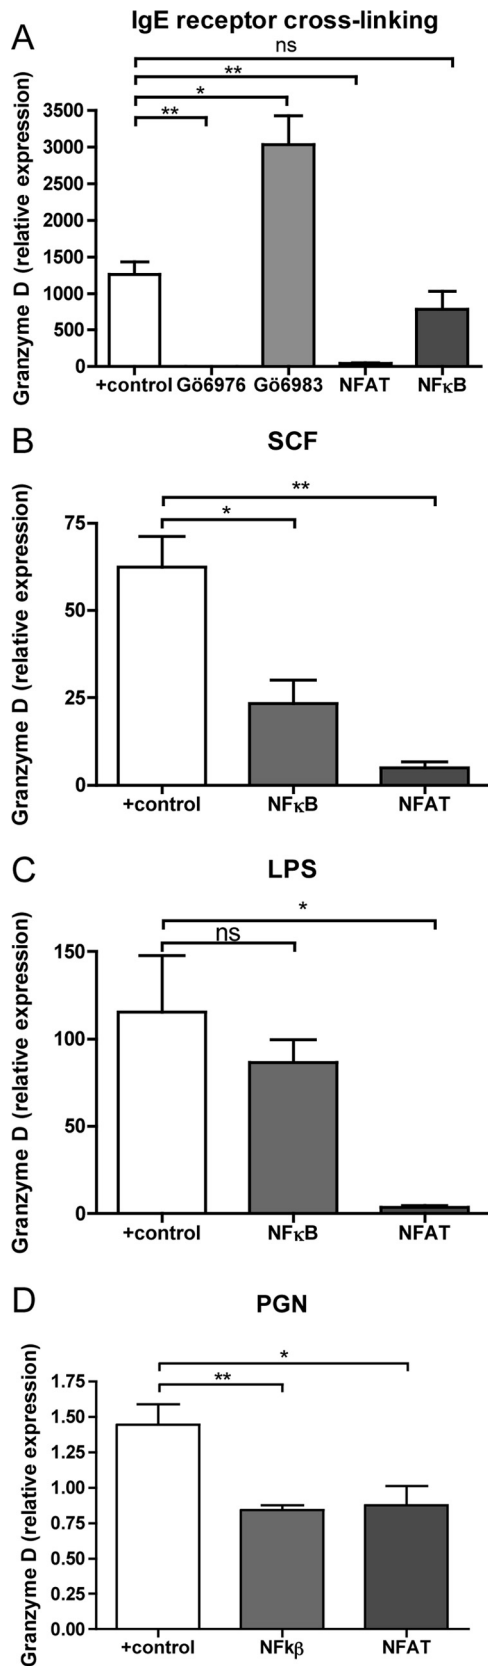 A
IgE receptor cross-linking
ns
**
*
**
Granzyme D (relative expression)
3500
3000
2500
2000
1500
1000
500
0
+control Gö6976 Gö6983 NFAT NFκB
B
SCF
**
*
Granzyme D (relative expression)
75
50
25
0
+control NFκB NFAT
C
LPS
*
ns
Granzyme D (relative expression)
150
100
50
0
+control NFκB NFAT
D
PGN
*
**
Granzyme D (relative expression)
1.75
1.50
1.25
1.00
0.75
0.50
0.25
0.00
+control NFkβ NFAT